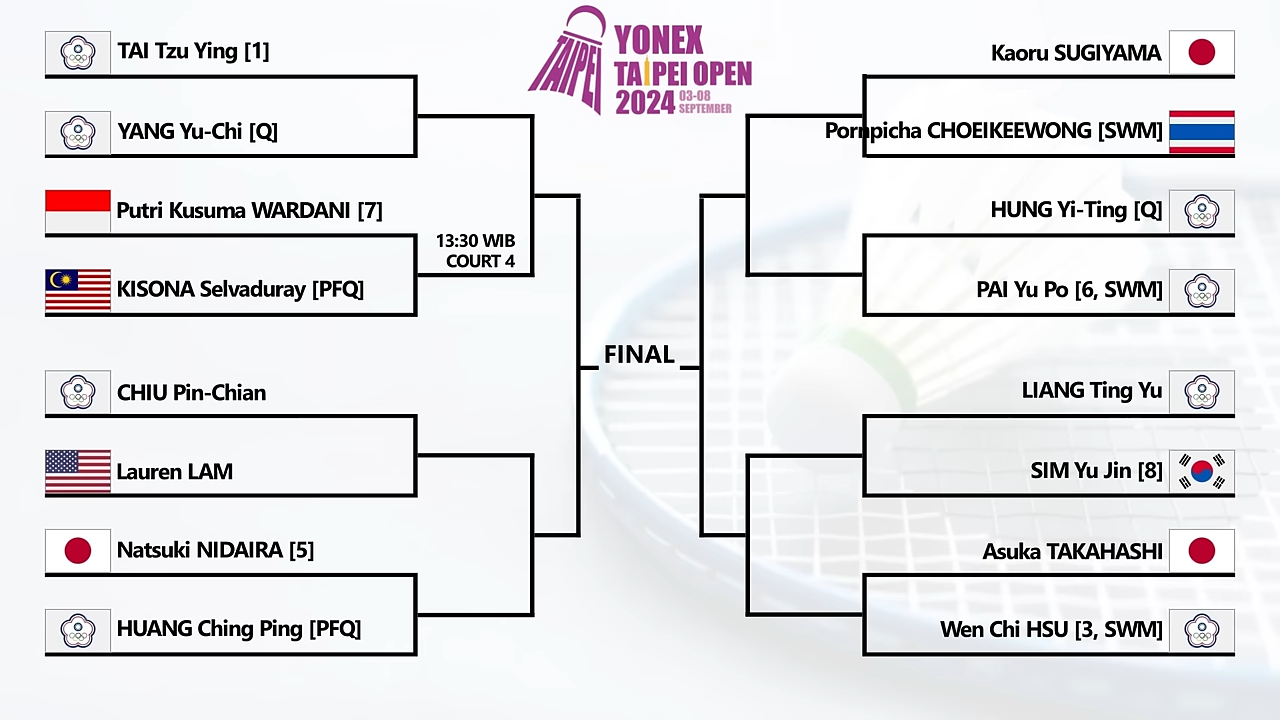 TAIPEI
YONEX
TAIPEI OPEN
2024 03-08
SEPTEMBER
TAI Tzu Ying [1]
YANG Yu-Chi [Q]
Putri Kusuma WARDANI [7]
13:30 WIB
COURT 4
KISONA Selvaduray [PFQ]
CHIU Pin-Chian
Lauren LAM
Natsuki NIDAIRA [5]
HUANG Ching Ping [PFQ]
FINAL
Kaoru SUGIYAMA
Pornpicha CHOEIKEEWONG [SWM]
HUNG Yi-Ting [Q]
PAI Yu Po [6, SWM]
LIANG Ting Yu
SIM Yu Jin [8]
Asuka TAKAHASHI
Wen Chi HSU [3, SWM]